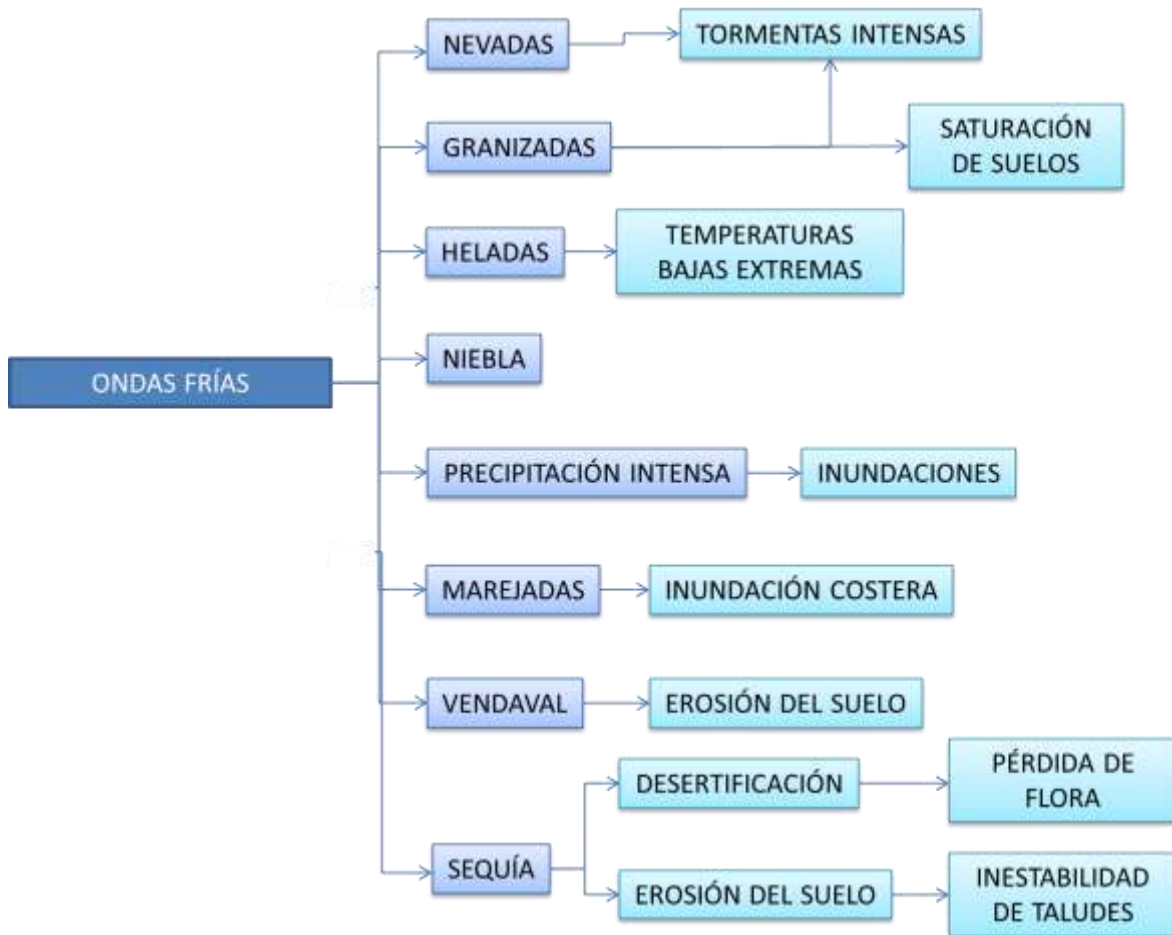 NEVADAS
TORMENTAS INTENSAS
GRANIZADAS
SATURACIÓN
DE SUELOS
HELADAS
TEMPERATURAS
BAJAS EXTREMAS
NIEBLA
ONDAS FRÍAS
PRECIPITACIÓN INTENSA
INUNDACIONES
MAREJADAS
INUNDACIÓN COSTERA
VENDAVAL
EROSIÓN DEL SUELO
DESERTIFICACIÓN
PÉRDIDA DE
FLORA
SEQUÍA
EROSIÓN DEL SUELO
INESTABILIDAD
DE TALUDES